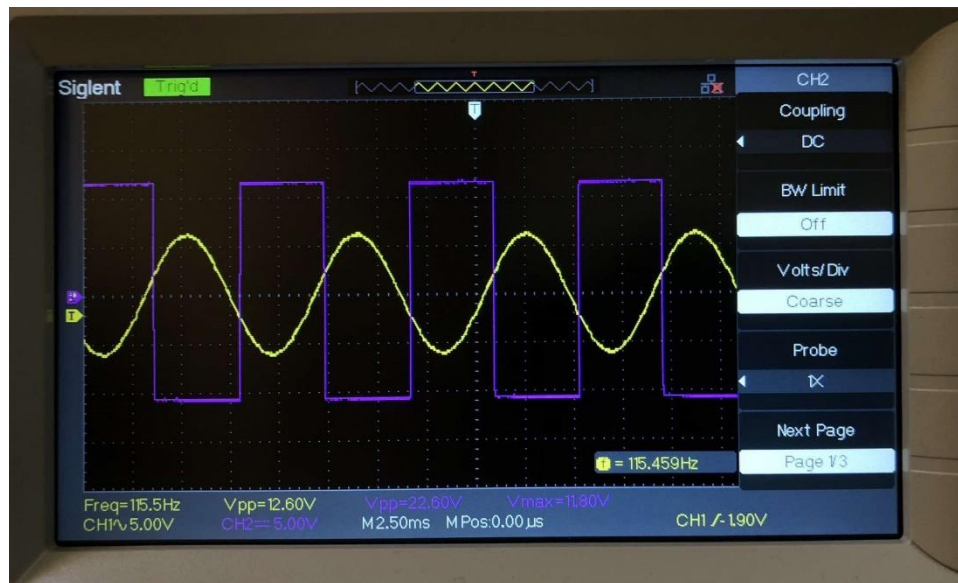 Siglent Trig'd
CH2
Coupling
DC
BW Limit
Off
Volts/Div
Coarse
Probe
1X
Next Page
Page 1/3
T
T
f = 115.459Hz
Freq=115.5Hz Vpp=12.60V Vpp=22.60V Vmax=11.80V
CH1∿5.00V CH2⎓5.00V M2.50ms MPos:0.00µs CH1 /-1.90V